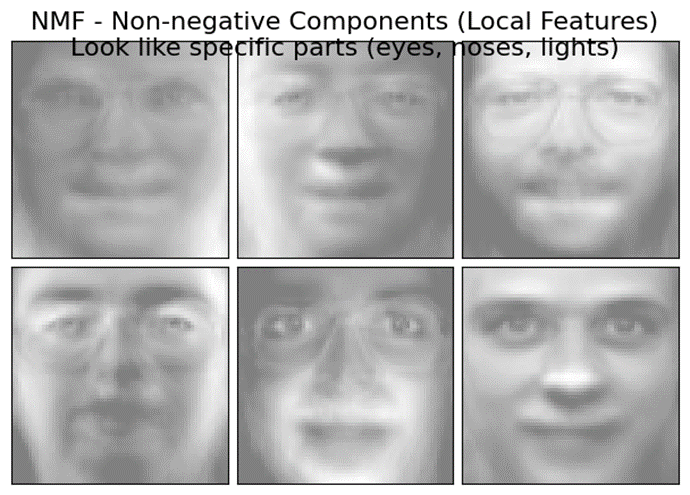 NMF - Non-negative Components (Local Features)
Look like specific parts (eyes, noses, lights)